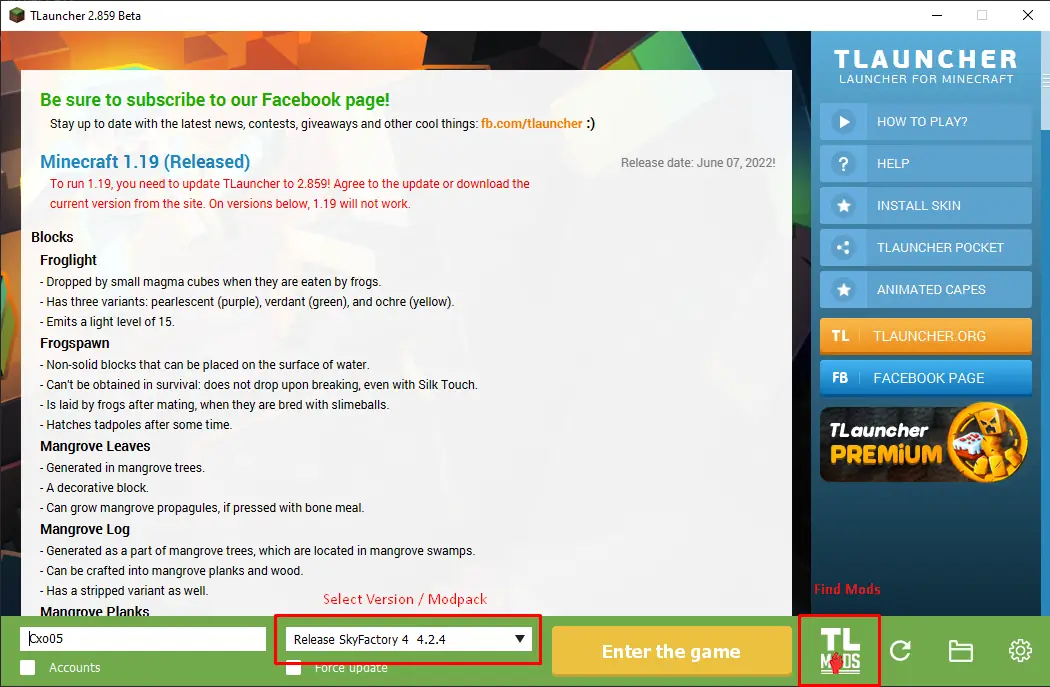 TLauncher 2.859 Beta
Be sure to subscribe to our Facebook page!
Stay up to date with the latest news, contests, giveaways and other cool things: fb.com/tlauncher :)
Minecraft 1.19 (Released)
Release date: June 07, 2022!
To run 1.19, you need to update TLauncher to 2.859! Agree to the update or download the
current version from the site. On versions below, 1.19 will not work.
Blocks
Froglight
- Dropped by small magma cubes when they are eaten by frogs.
- Has three variants: pearlescent (purple), verdant (green), and ochre (yellow).
- Emits a light level of 15.
Frogspawn
- Non-solid blocks that can be placed on the surface of water.
- Can't be obtained in survival: does not drop upon breaking, even with Silk Touch.
- Is laid by frogs after mating, when they are bred with slimeballs.
- Hatches tadpoles after some time.
Mangrove Leaves
- Generated in mangrove trees.
- A decorative block.
- Can grow mangrove propagules, if pressed with bone meal.
Mangrove Log
- Generated as a part of mangrove trees, which are located in mangrove swamps.
- Can be crafted into mangrove planks and wood.
- Has a stripped variant as well.
Mangrove Planks
TLAUNCHER
LAUNCHER FOR MINECRAFT
HOW TO PLAY?
? HELP
INSTALL SKIN
TLAUNCHER POCKET
ANIMATED CAPES
TL TLAUNCHER.ORG
FB FACEBOOK PAGE
TLauncher
PREMiUM
Select Version / Modpack
Find Mods
Cxo05
Release SkyFactory 4 4.2.4
Enter the game
TL
MODS
Accounts
Force update